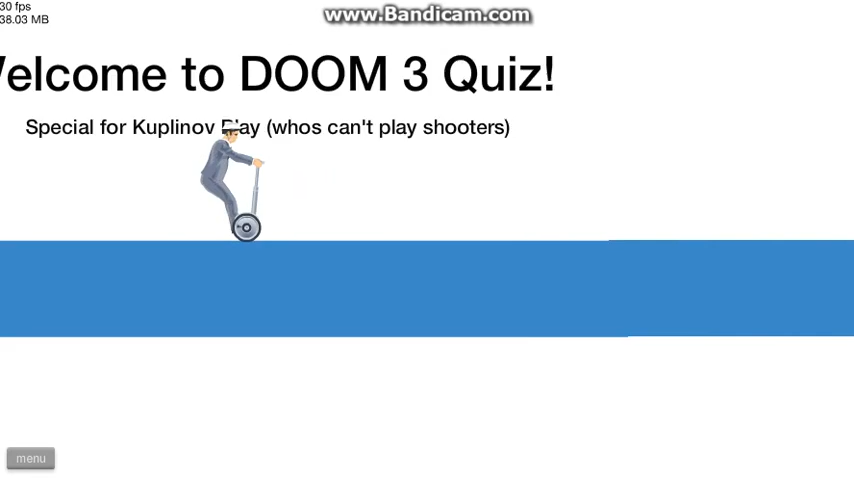 30 fps
38.03 MB
www.Bandicam.com
Welcome to DOOM 3 Quiz!
Special for Kuplinov Play (whos can't play shooters)
menu